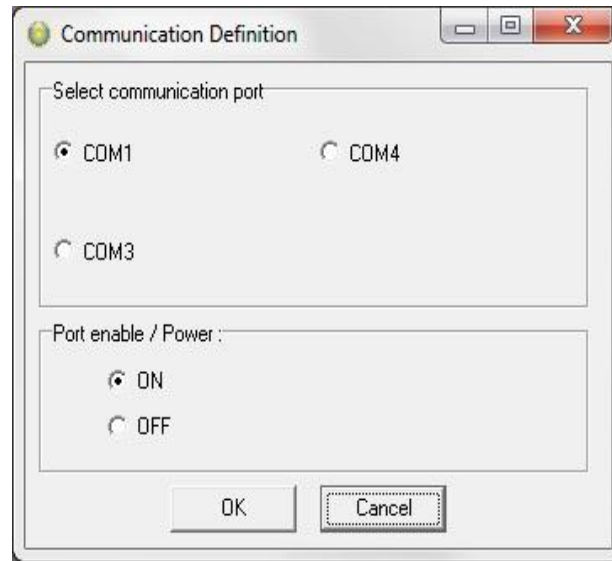 Communication Definition
Select communication port
COM1 COM4
COM3
Port enable / Power :
ON
OFF
OK Cancel